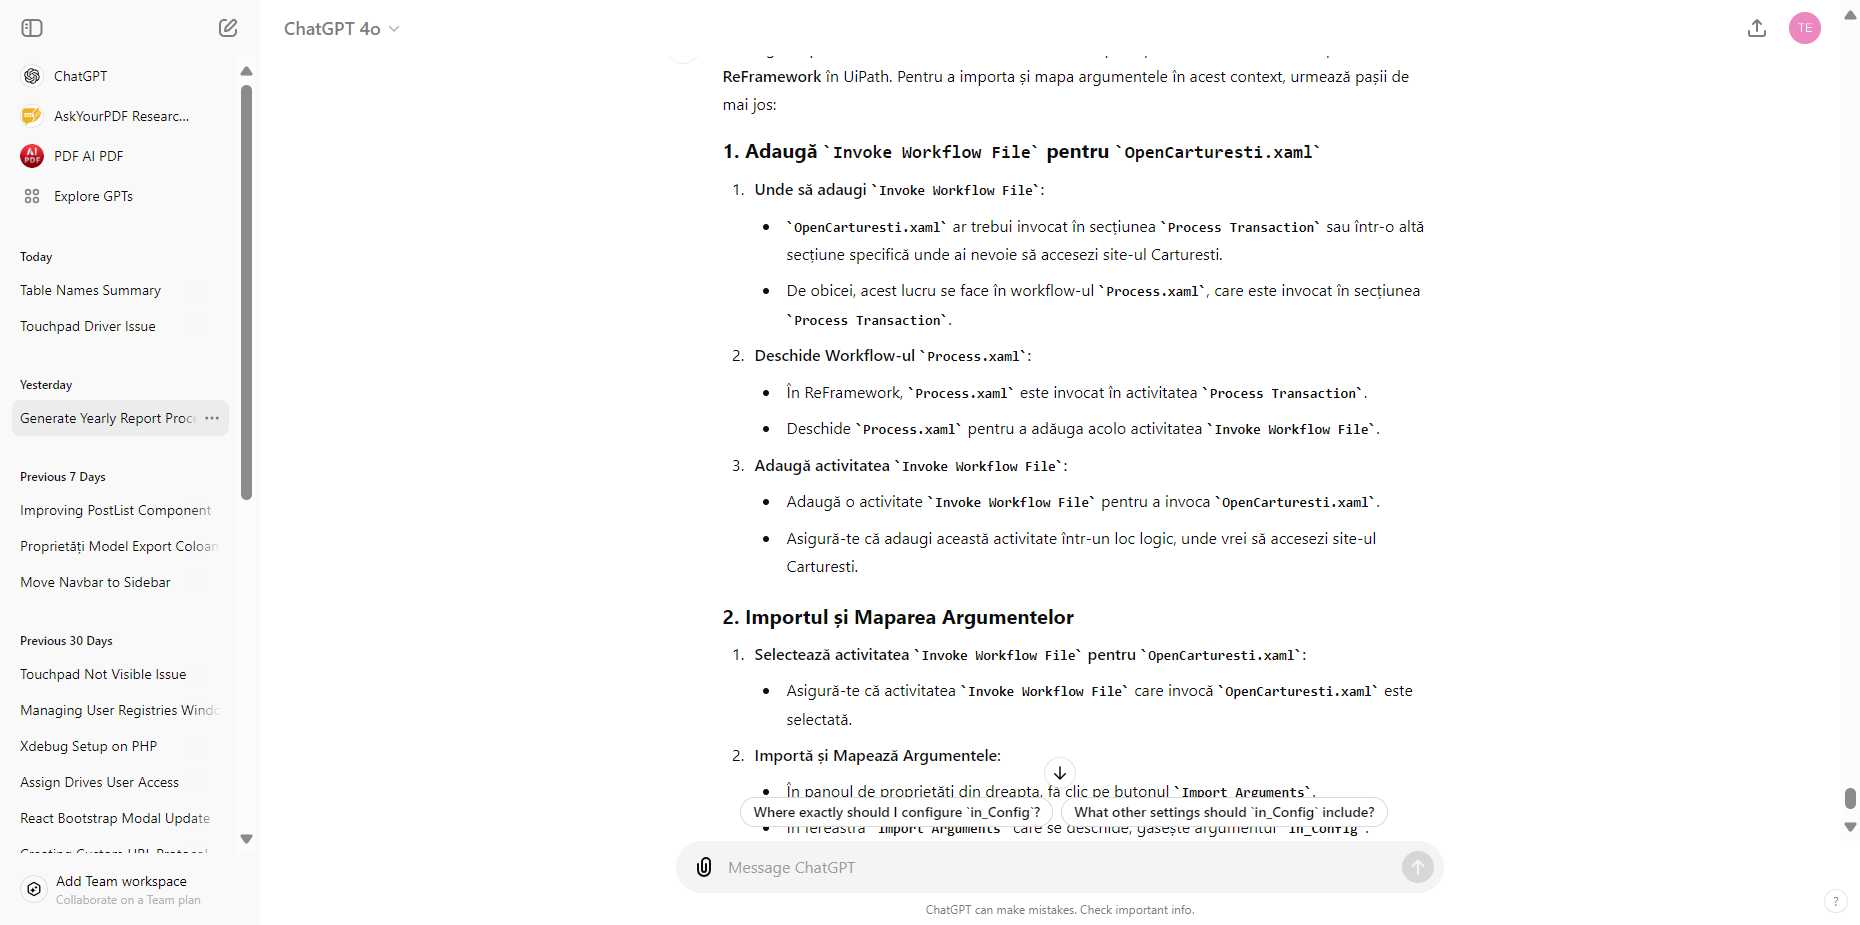 ChatGPT 4o
TE
ChatGPT
AskYourPDF Researc...
PDF AI PDF
Explore GPTs
Today
Table Names Summary
Touchpad Driver Issue
Yesterday
Generate Yearly Report Proc
Previous 7 Days
Improving PostList Component
Proprietăți Model Export Coloan
Move Navbar to Sidebar
Previous 30 Days
Touchpad Not Visible Issue
Managing User Registries Windo
Xdebug Setup on PHP
Assign Drives User Access
React Bootstrap Modal Update
Add Team workspace
Collaborate on a Team plan
ReFramework în UiPath. Pentru a importa și mapa argumentele în acest context, urmează pașii de
mai jos:
1. Adaugă `Invoke Workflow File` pentru `OpenCarturesti.xaml`
1. Unde să adaugi `Invoke Workflow File`:
• `OpenCarturesti.xaml` ar trebui invocat în secțiunea `Process Transaction` sau într-o altă
secțiune specifică unde ai nevoie să accesezi site-ul Carturesti.
• De obicei, acest lucru se face în workflow-ul `Process.xaml`, care este invocat în secțiunea
`Process Transaction`.
2. Deschide Workflow-ul `Process.xaml`:
• În ReFramework, `Process.xaml` este invocat în activitatea `Process Transaction`.
• Deschide `Process.xaml` pentru a adăuga acolo activitatea `Invoke Workflow File`.
3. Adaugă activitatea `Invoke Workflow File`:
• Adaugă o activitate `Invoke Workflow File` pentru a invoca `OpenCarturesti.xaml`.
• Asigură-te că adaugi această activitate într-un loc logic, unde vrei să accesezi site-ul
Carturesti.
2. Importul și Maparea Argumentelor
1. Selectează activitatea `Invoke Workflow File` pentru `OpenCarturesti.xaml`:
• Asigură-te că activitatea `Invoke Workflow File` care invocă `OpenCarturesti.xaml` este
selectată.
2. Importă și Mapează Argumentele:
• În panoul de proprietăți din dreapta, fă clic pe butonul `Import Arguments`.
Where exactly should I configure `in_Config`? What other settings should `in_Config` include?
• În fereastra `Import Arguments` care se deschide, găsește argumentul `in_Config`.
Message ChatGPT
ChatGPT can make mistakes. Check important info.
?